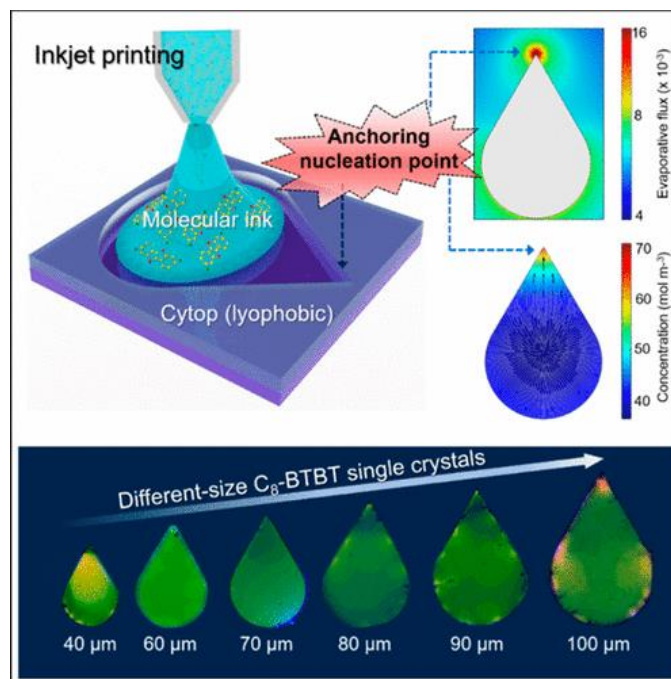 Inkjet printing
Molecular ink
Cytop (lyophobic)
Anchoring
nucleation point
16
8
4
Evaporative flux (x 10⁻³)
70
60
50
40
Concentration (mol m⁻³)
Different-size C₈-BTBT single crystals
40 µm
60 µm
70 µm
80 µm
90 µm
100 µm